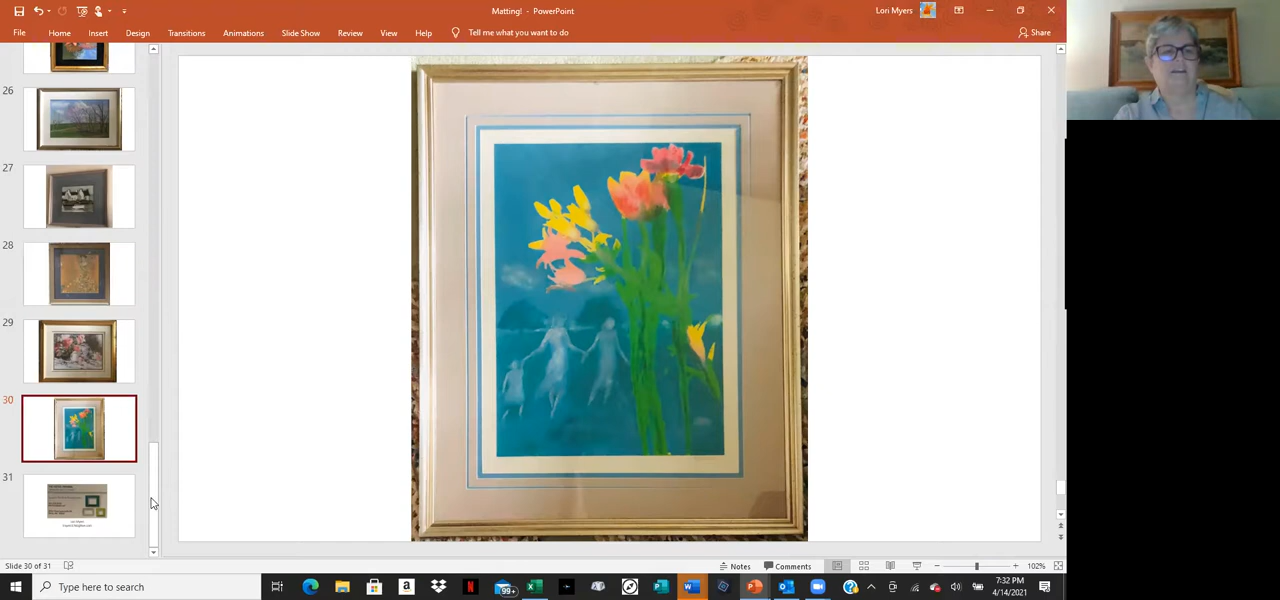 Matting! - PowerPoint
Lori Myers
File Home Insert Design Transitions Animations Slide Show Review View Help Tell me what you want to do
Share
26
27
28
29
30
31
Slide 30 of 31
Notes
Comments
102%
Type here to search
99+
7:32 PM
4/14/2021